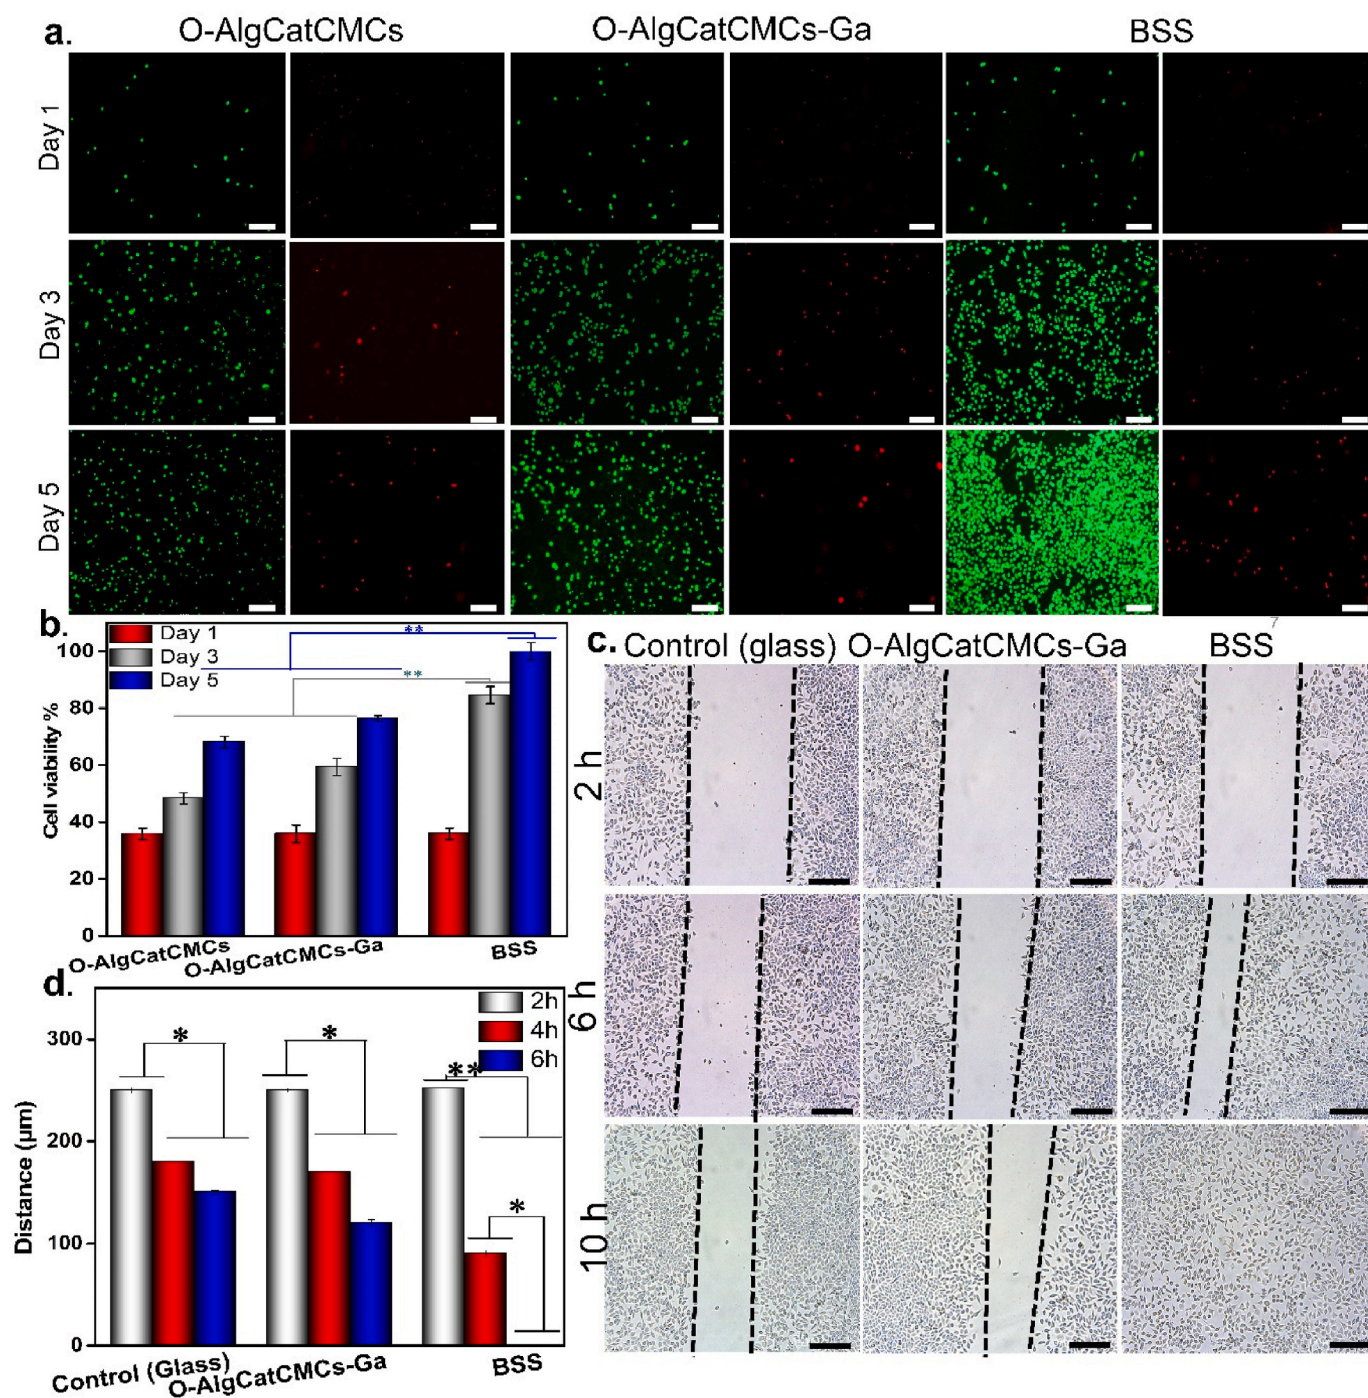 a.
O-AlgCatCMCs
O-AlgCatCMCs-Ga
BSS
Day 1
Day 3
Day 5
b.
Day 1
Day 3
Day 5
**
**
100
80
60
40
20
0
Cell viability %
O-AlgCatCMCs
O-AlgCatCMCs-Ga
BSS
7
c. Control (glass) O-AlgCatCMCs-Ga BSS
2 h
6 h
10 h
d.
2h
4h
6h
*
*
**
*
300
200
100
0
Distance (μm)
Control (Glass)
O-AlgCatCMCs-Ga
BSS